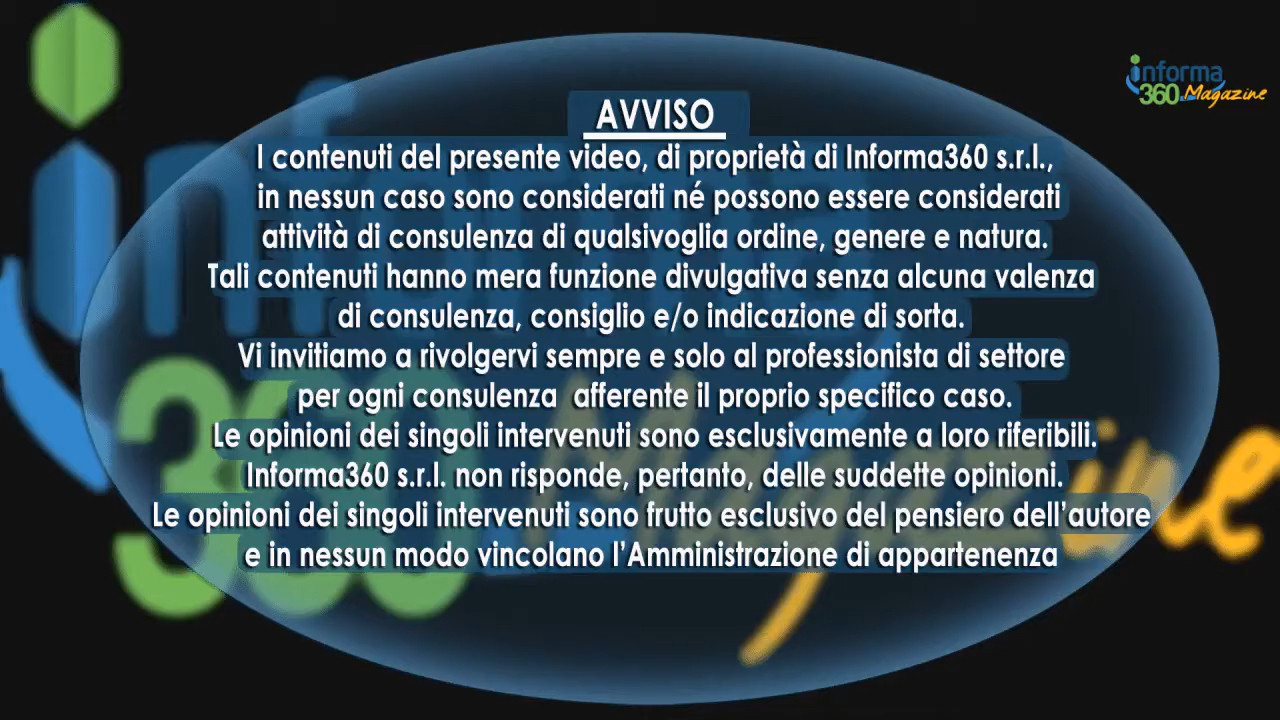 informa
360 Magazine
AVVISO
I contenuti del presente video, di proprietà di Informa360 s.r.l.,
in nessun caso sono considerati né possono essere considerati
attività di consulenza di qualsivoglia ordine, genere e natura.
Tali contenuti hanno mera funzione divulgativa senza alcuna valenza
di consulenza, consiglio e/o indicazione di sorta.
Vi invitiamo a rivolgervi sempre e solo al professionista di settore
per ogni consulenza  afferente il proprio specifico caso.
Le opinioni dei singoli intervenuti sono esclusivamente a loro riferibili.
Informa360 s.r.l. non risponde, pertanto, delle suddette opinioni.
Le opinioni dei singoli intervenuti sono frutto esclusivo del pensiero dell'autore
e in nessun modo vincolano l'Amministrazione di appartenenza